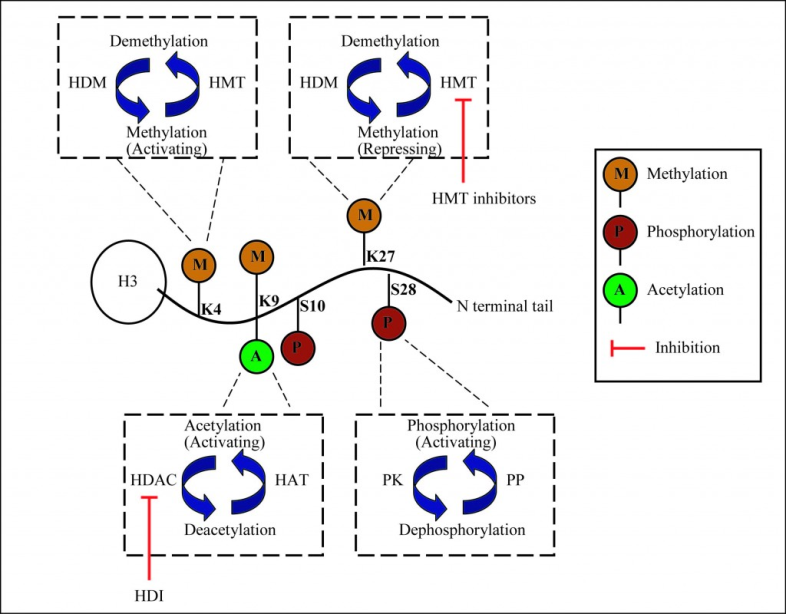 Demethylation
HDM
HMT
Methylation
(Activating)
Demethylation
HDM
HMT
Methylation
(Repressing)
HMT inhibitors
M
Methylation
P
Phosphorylation
A
Acetylation
Inhibition
H3
M
K4
M
K9
A
S10
P
M
K27
S28
P
N terminal tail
Acetylation
(Activating)
HDAC
HAT
Deacetylation
HDI
Phosphorylation
(Activating)
PK
PP
Dephosphorylation